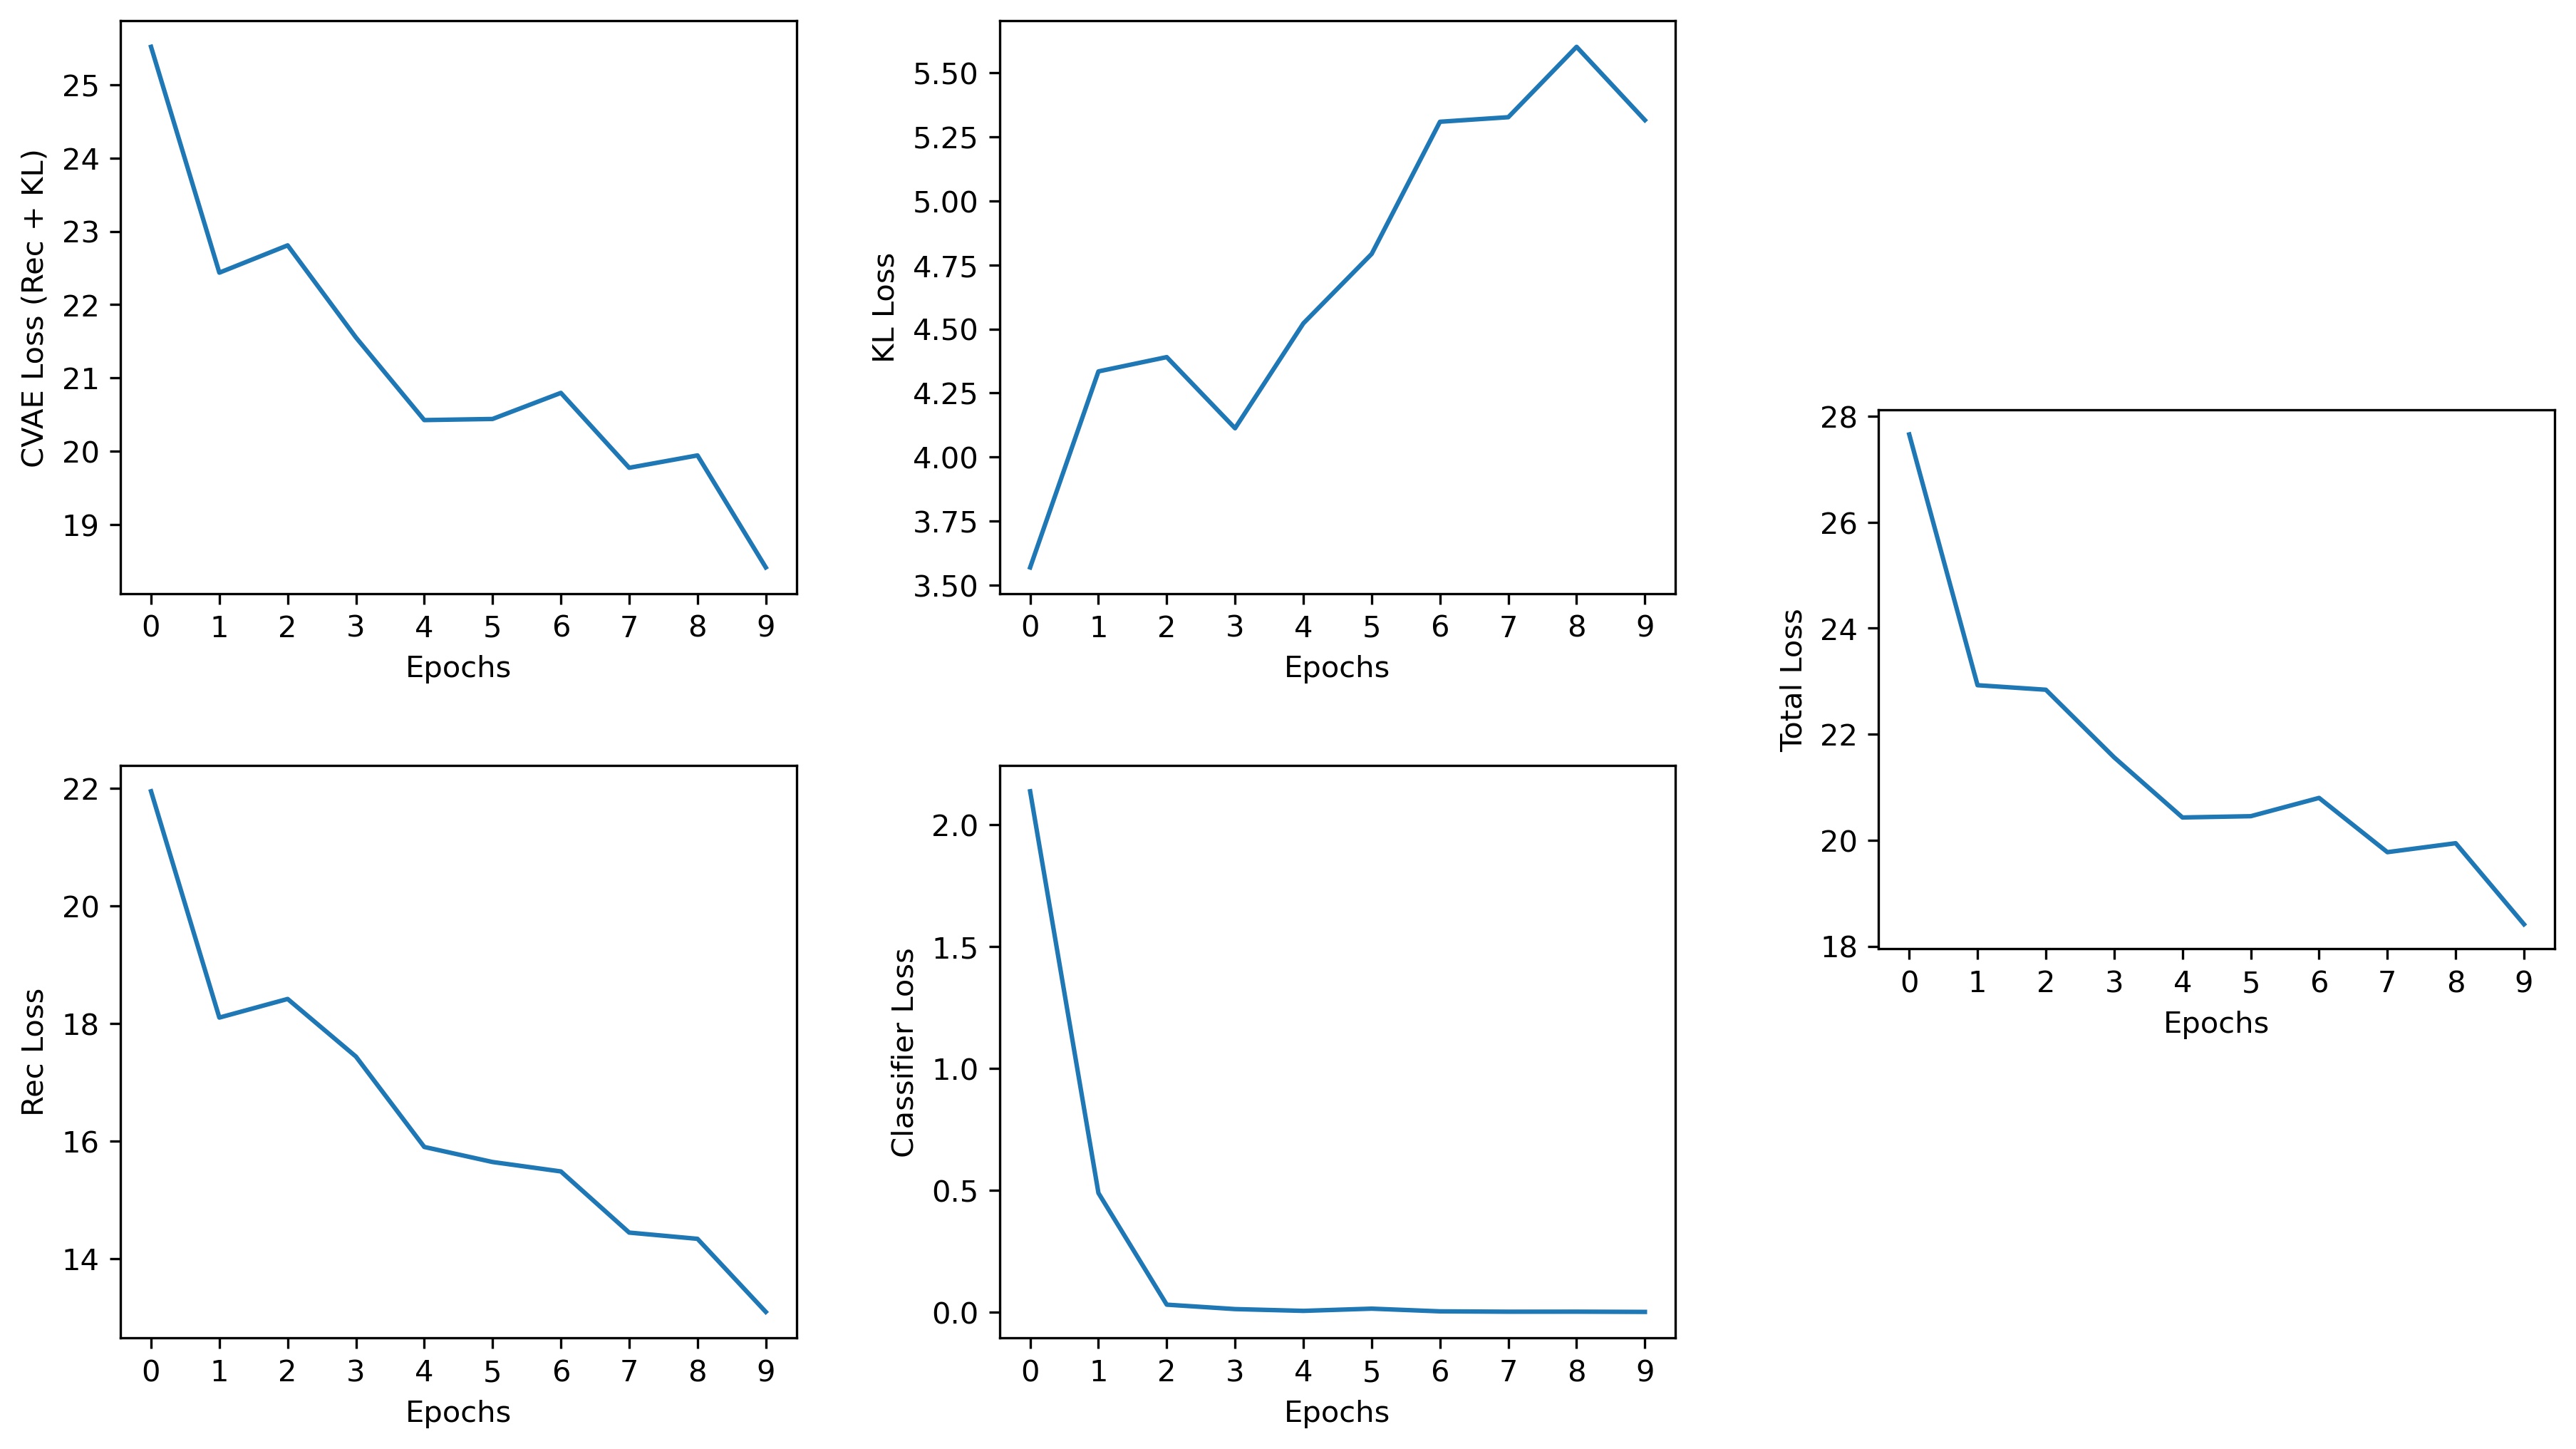 CVAE Loss (Rec + KL)
25
24
23
22
21
20
19
0 1 2 3 4 5 6 7 8 9
Epochs
KL Loss
5.50
5.25
5.00
4.75
4.50
4.25
4.00
3.75
3.50
0 1 2 3 4 5 6 7 8 9
Epochs
Rec Loss
22
20
18
16
14
0 1 2 3 4 5 6 7 8 9
Epochs
Classifier Loss
2.0
1.5
1.0
0.5
0.0
0 1 2 3 4 5 6 7 8 9
Epochs
Total Loss
28
26
24
22
20
18
0 1 2 3 4 5 6 7 8 9
Epochs